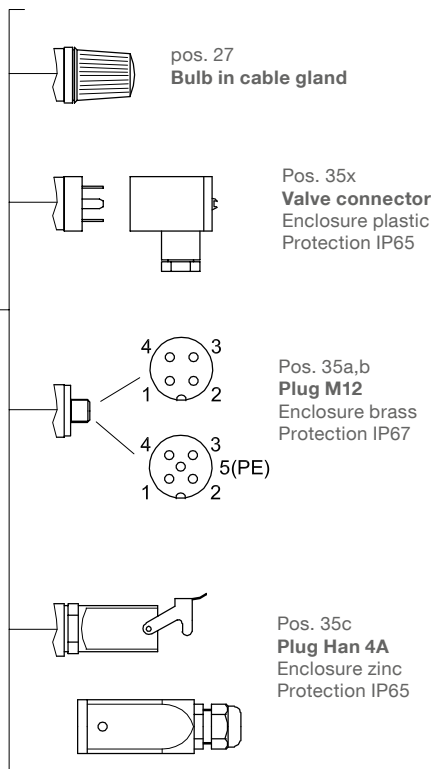 pos. 27
Bulb in cable gland
Pos. 35x
Valve connector
Enclosure plastic
Protection IP65
4 3
1 2
Pos. 35a,b
Plug M12
Enclosure brass
Protection IP67
4 3
5(PE)
1 2
Pos. 35c
Plug Han 4A
Enclosure zinc
Protection IP65